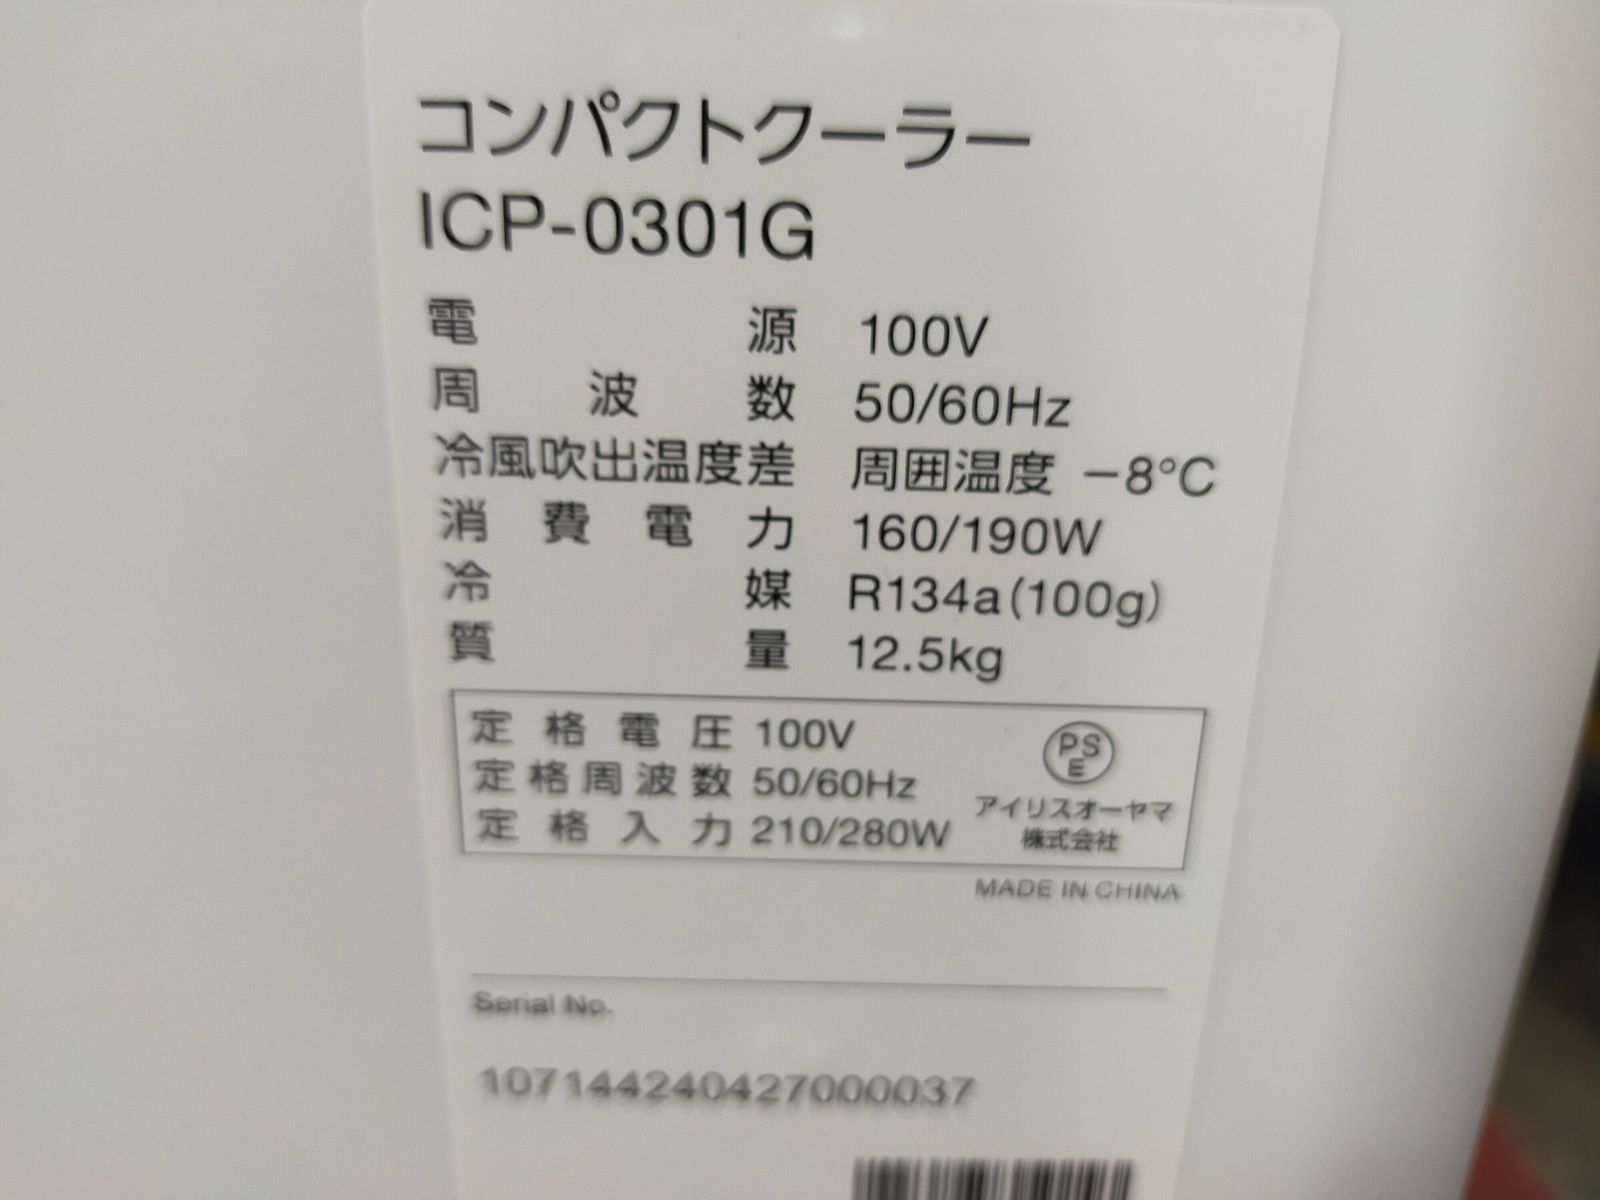 コンパクトクーラー
ICP-0301G
電源 100V
周波数 50/60Hz
冷風吹出温度差 周囲温度 −8°C
消費電力 160/190W
冷媒 R134a(100g)
質量 12.5kg
定格電圧 100V
定格周波数 50/60Hz
定格入力 210/280W
PS
E
アイリスオーヤマ
株式会社
MADE IN CHINA
Serial No.
107144240427000037